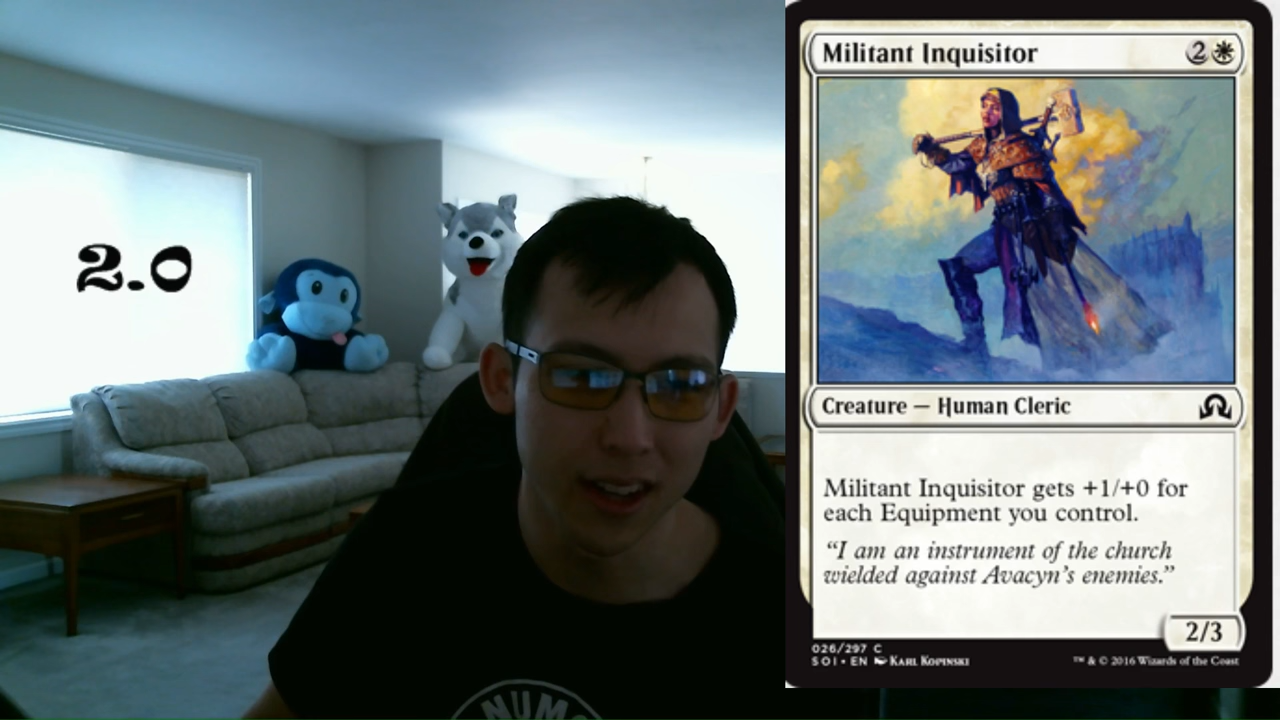 2.0
Militant Inquisitor 2
Creature — Human Cleric
Militant Inquisitor gets +1/+0 for
each Equipment you control.
“I am an instrument of the church
wielded against Avacyn’s enemies.”
2/3
026/297 C
SOI • EN Karl Kopinski
™ & © 2016 Wizards of the Coast